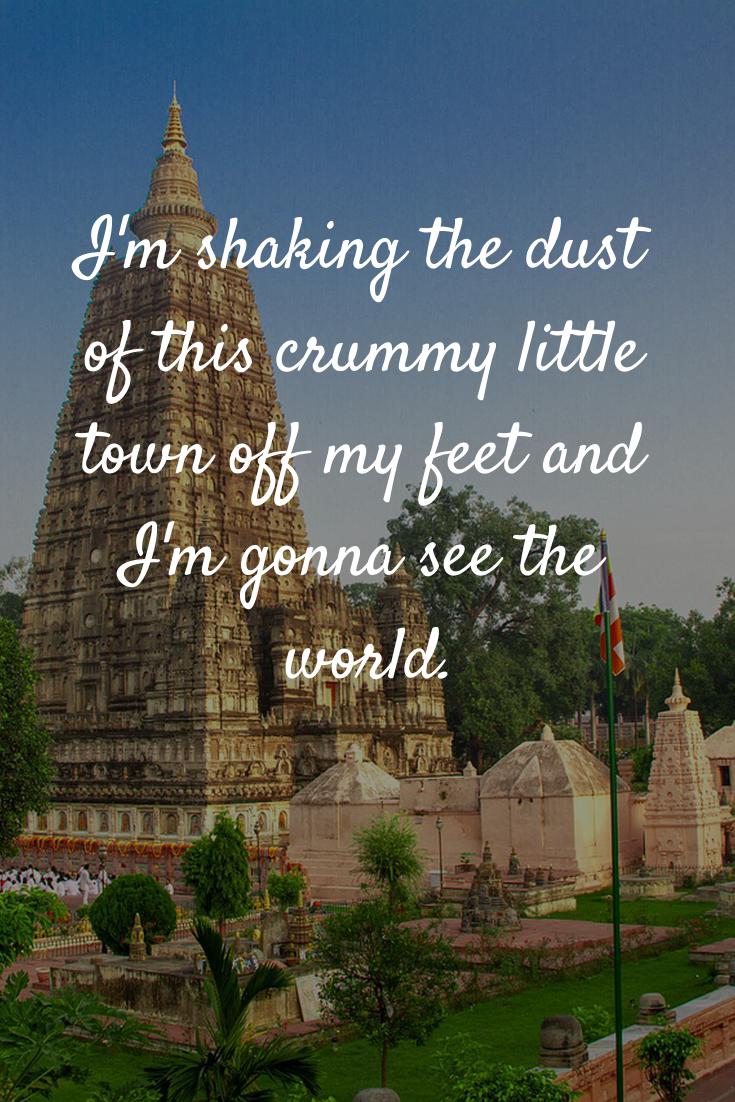 I'm shaking the dust
of this crummy little
town off my feet and
I'm gonna see the
world.